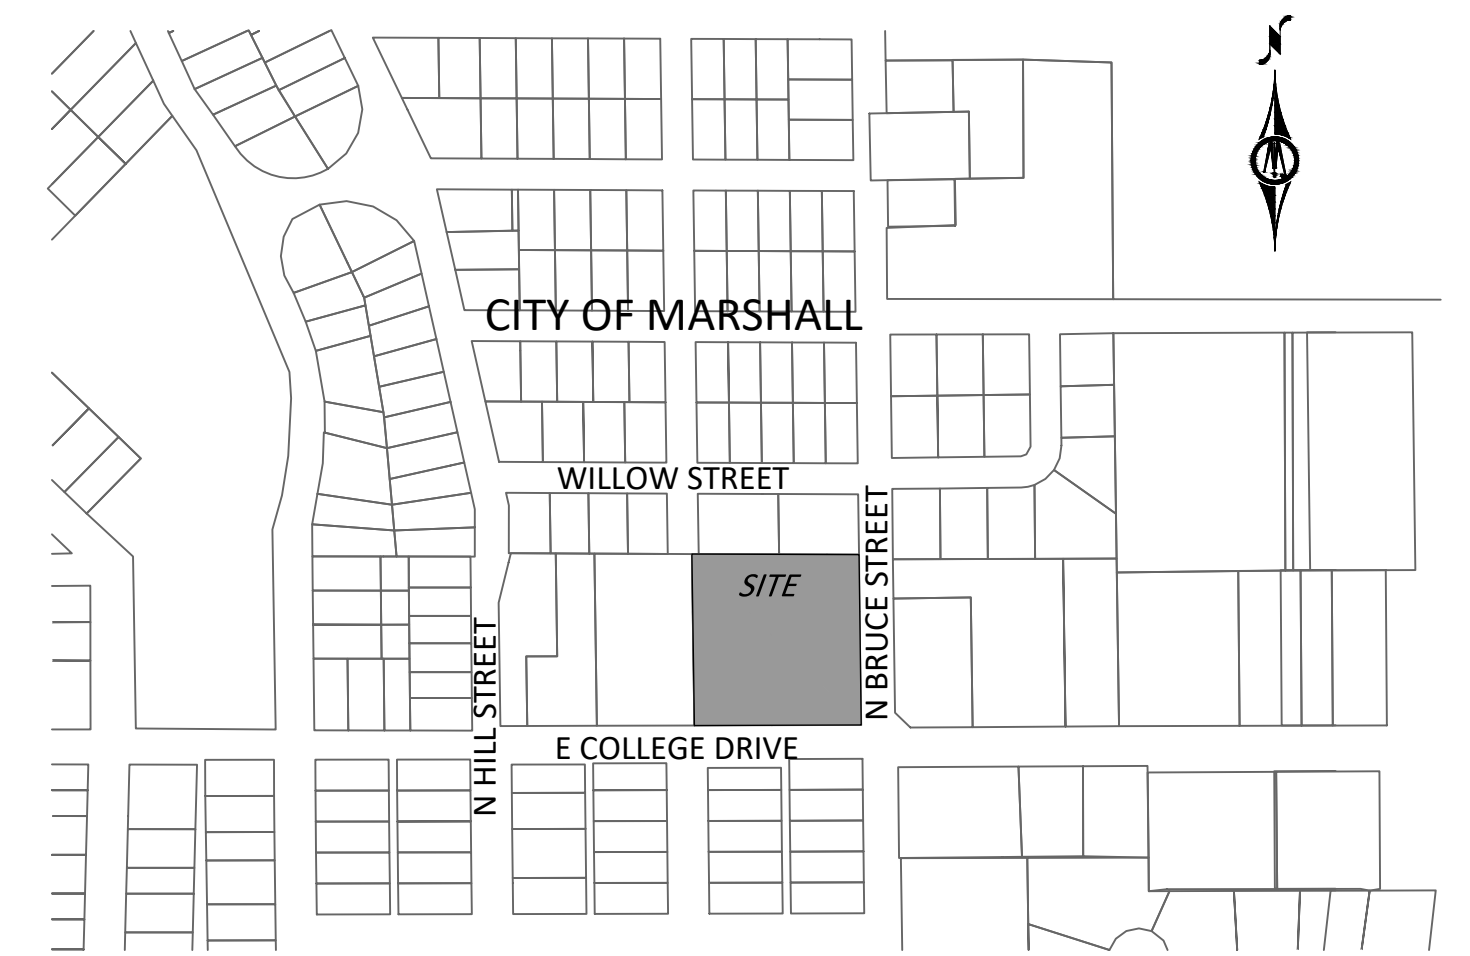 N
CITY OF MARSHALL
WILLOW STREET
SITE
N BRUCE STREET
N HILL STREET
E COLLEGE DRIVE